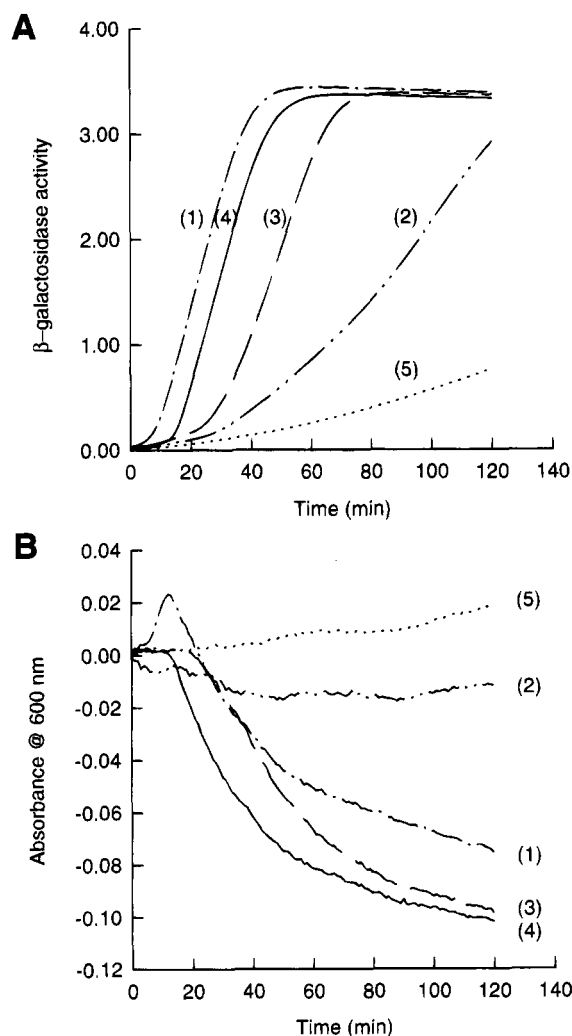 A
4.00
3.00
2.00
1.00
0.00
β-galactosidase activity
(1) (4) (3) (2)
(5)
0 20 40 60 80 100 120 140
Time (min)
B
0.04
0.02
0.00
-0.02
-0.04
-0.06
-0.08
-0.10
-0.12
Absorbance @ 600 nm
(5)
(2)
(1)
(3)
(4)
0 20 40 60 80 100 120 140
Time (min)